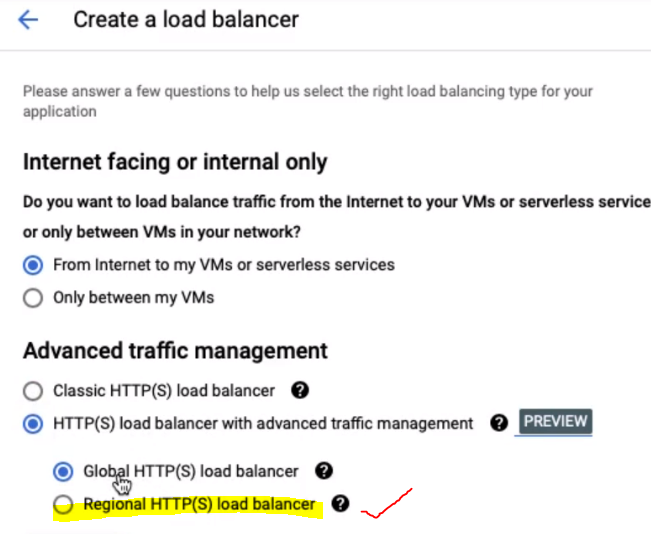 Create a load balancer
Please answer a few questions to help us select the right load balancing type for your
application
Internet facing or internal only
Do you want to load balance traffic from the Internet to your VMs or serverless service
or only between VMs in your network?
From Internet to my VMs or serverless services
Only between my VMs
Advanced traffic management
Classic HTTP(S) load balancer ?
HTTP(S) load balancer with advanced traffic management ? PREVIEW
Global HTTP(S) load balancer ?
Regional HTTP(S) load balancer ?